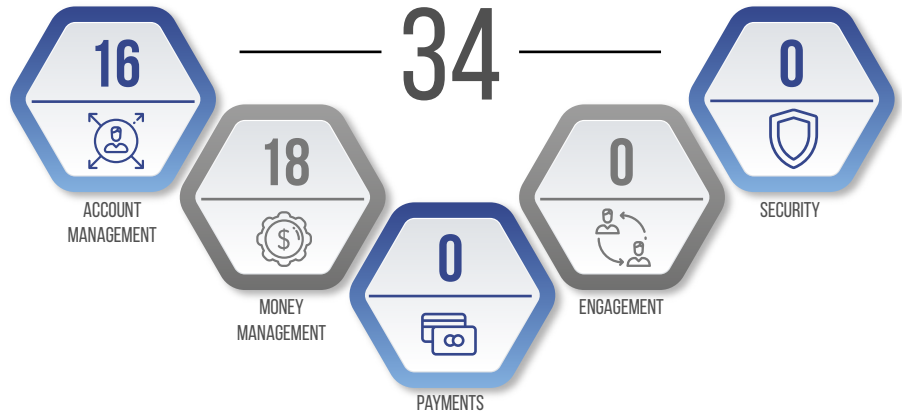 34
16
ACCOUNT
MANAGEMENT
18
$
MONEY
MANAGEMENT
0
PAYMENTS
0
ENGAGEMENT
0
SECURITY